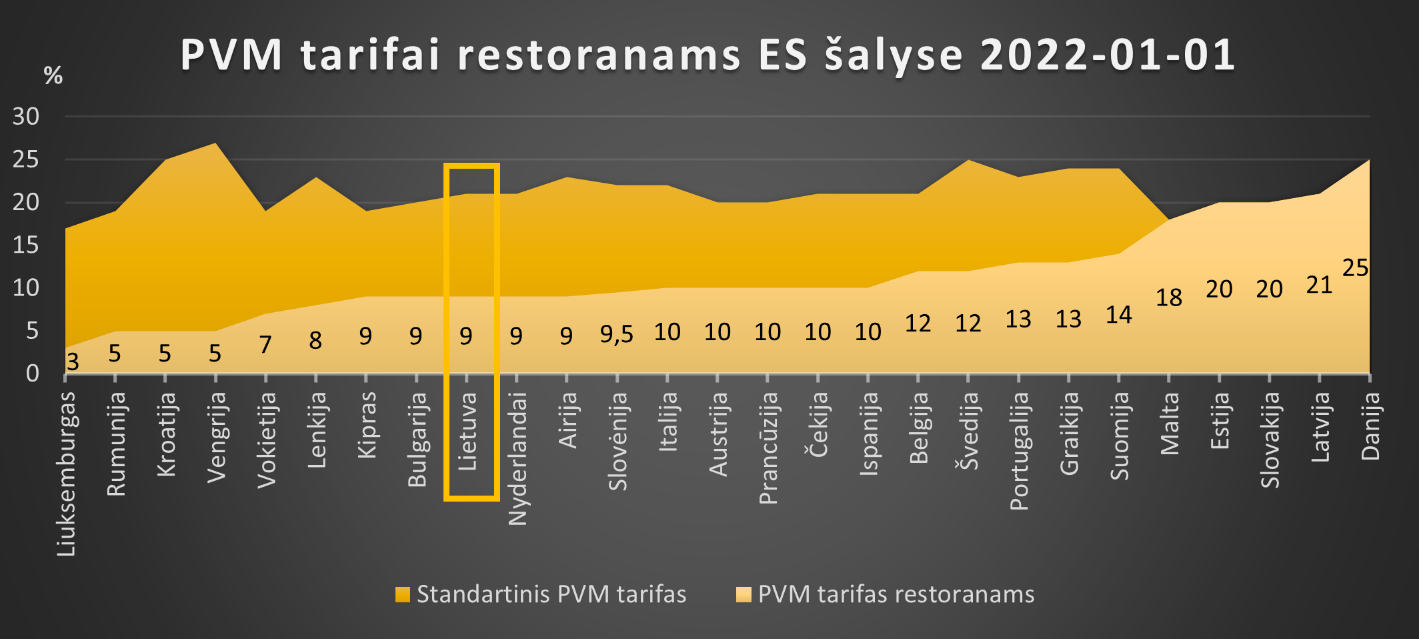 PVM tarifai restoranams ES šalyse 2022-01-01
%
30
25
20
15
10
5
0
3 5 5 5 7 8 9 9 9 9 9 9,5 10 10 10 10 10 12 12 13 13 14 18 20 20 21 25
Liuksemburgas
Rumunija
Kroatija
Vengrija
Vokietija
Lenkija
Kipras
Bulgarija
Lietuva
Nyderlandai
Airija
Slovėnija
Italija
Austrija
Prancūzija
Čekija
Ispanija
Belgija
Švedija
Portugalija
Graikija
Suomija
Malta
Estija
Slovakija
Latvija
Danija
Standartinis PVM tarifas
PVM tarifas restoranams